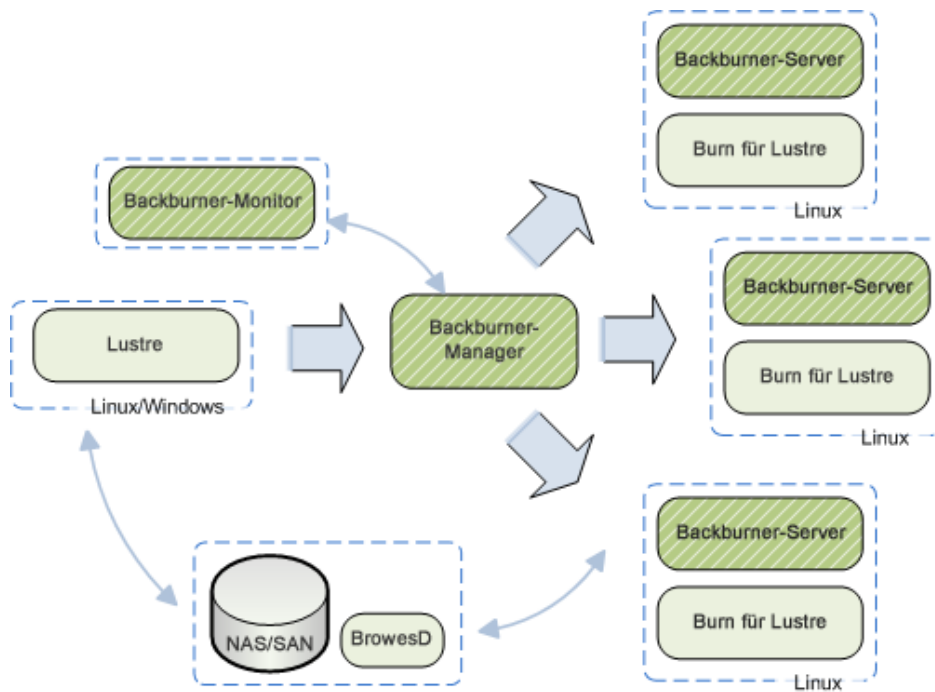 Backburner-Server
Burn für Lustre
Linux
Backburner-Monitor
Backburner-Server
Burn für Lustre
Linux
Lustre
Linux/Windows
Backburner-
Manager
NAS/SAN
BrowesD
Backburner-Server
Burn für Lustre
Linux